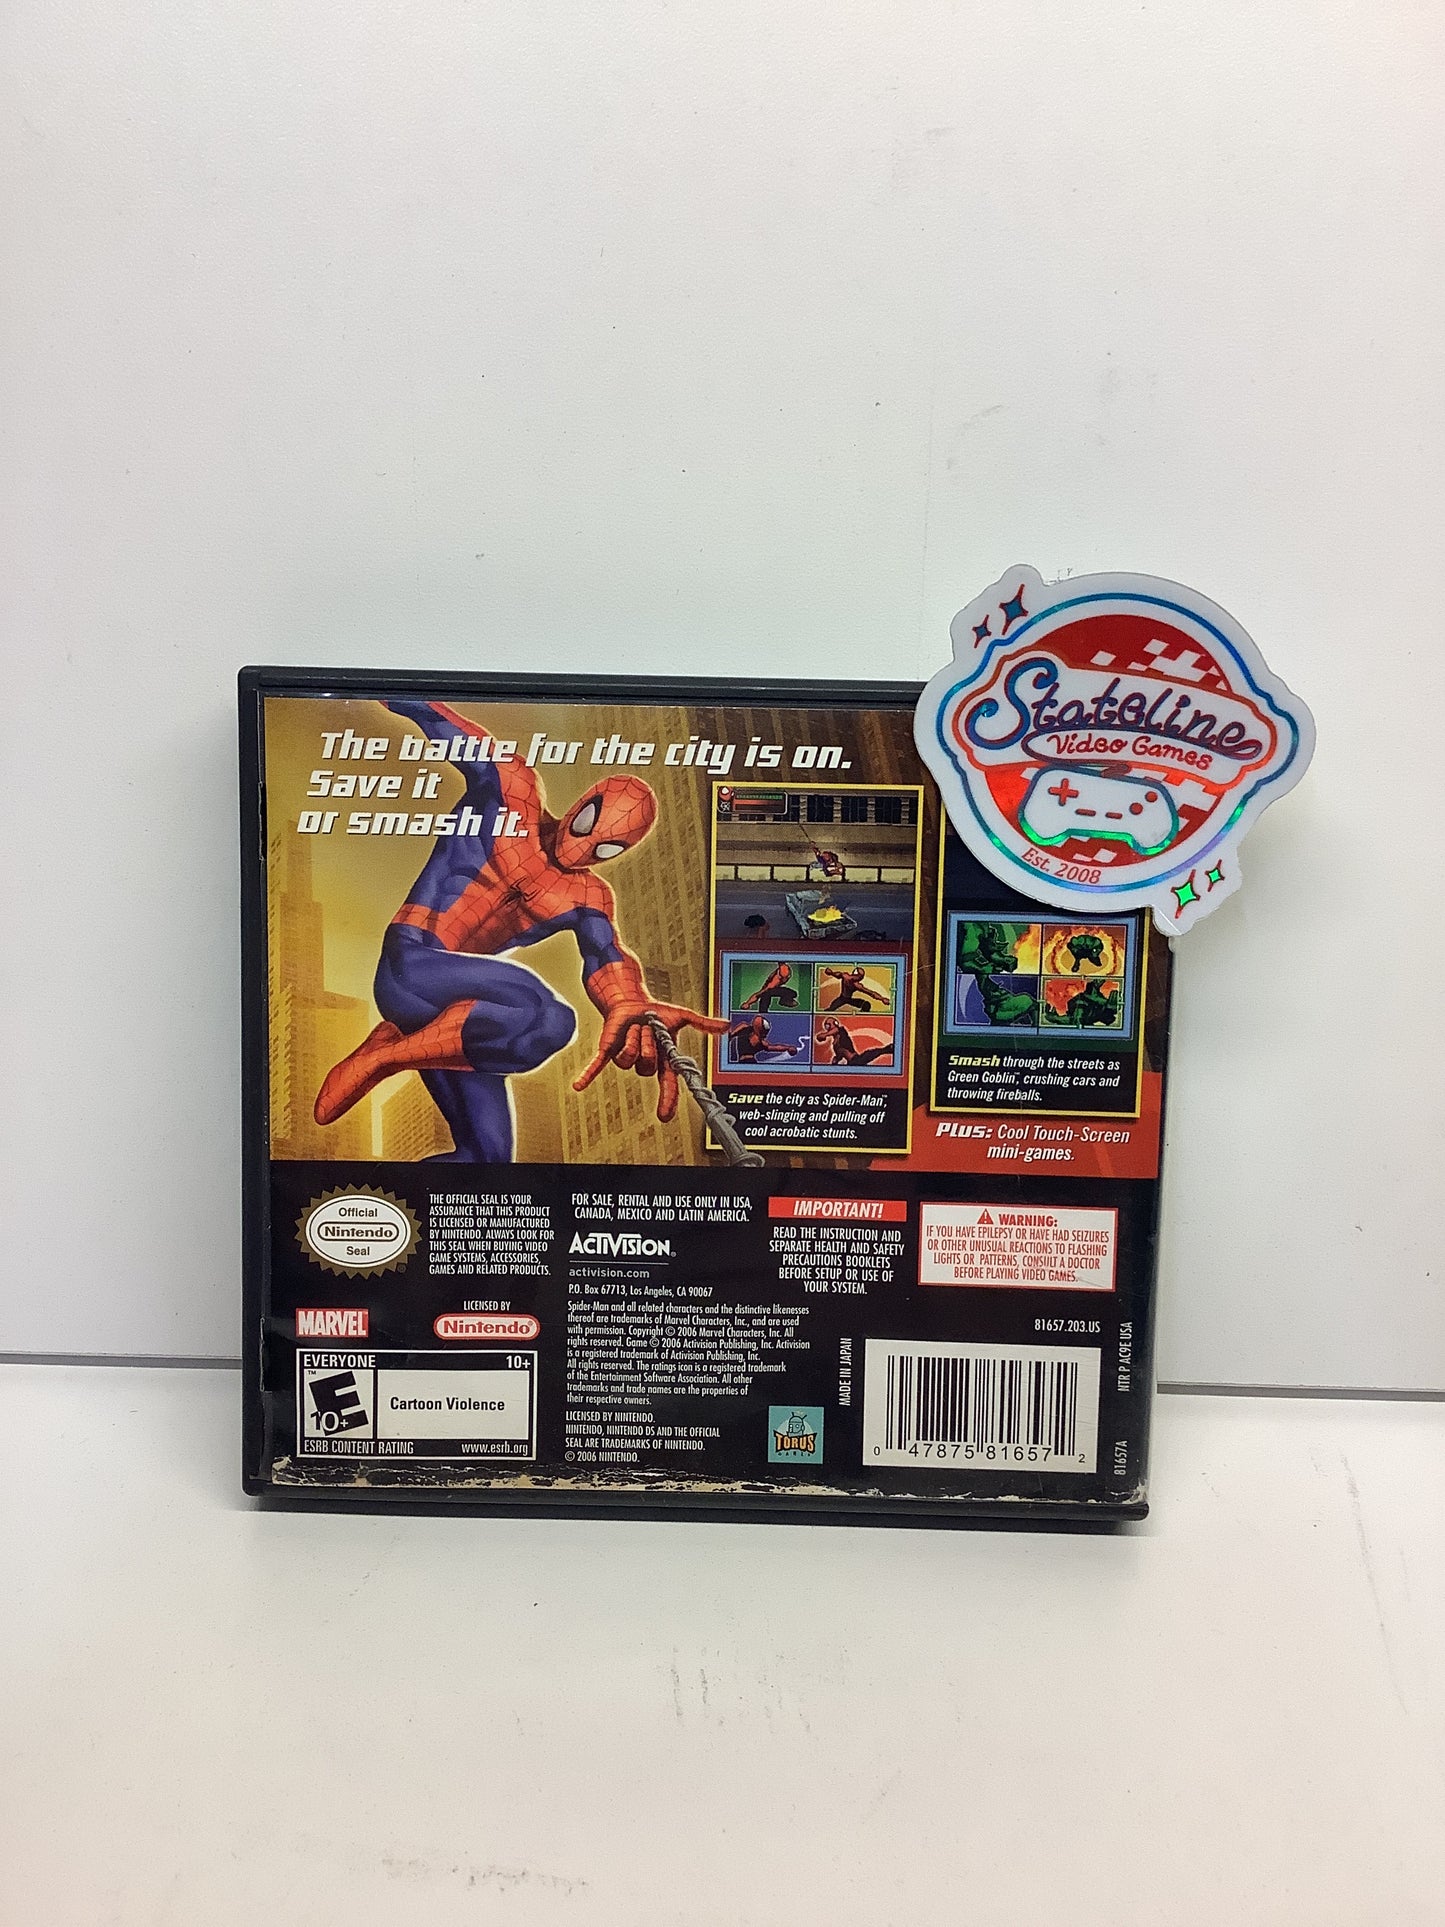 The battle for the city is on.
Save it
or smash it.
Stateline
Video Games
Est. 2008
Save the city as Spider-Man™,
web-slinging and pulling off
cool acrobatic stunts.
Smash through the streets as
Green Goblin™, crushing cars and
throwing fireballs.
Plus: Cool Touch-Screen
mini-games.
Official
Nintendo
Seal
THE OFFICIAL SEAL IS YOUR
ASSURANCE THAT THIS PRODUCT
IS LICENSED OR MANUFACTURED
BY NINTENDO. ALWAYS LOOK FOR
THIS SEAL WHEN BUYING VIDEO
GAME SYSTEMS, ACCESSORIES,
GAMES AND RELATED PRODUCTS.
MARVEL
LICENSED BY
Nintendo®
EVERYONE 10+
™
E
10+
Cartoon Violence
ESRB CONTENT RATING www.esrb.org
FOR SALE, RENTAL AND USE ONLY IN USA,
CANADA, MEXICO AND LATIN AMERICA.
ACTIVISION®
activision.com
P.O. Box 67713, Los Angeles, CA 90067
Spider-Man and all related characters and the distinctive likenesses
thereof are trademarks of Marvel Characters, Inc., and are used
with permission. Copyright © 2006 Marvel Characters, Inc. All
rights reserved. Game © 2006 Activision Publishing, Inc. Activision
is a registered trademark of Activision Publishing, Inc.
All rights reserved. The ratings icon is a registered trademark
of the Entertainment Software Association. All other
trademarks and trade names are the properties of
their respective owners.
LICENSED BY NINTENDO.
NINTENDO, NINTENDO DS AND THE OFFICIAL
SEAL ARE TRADEMARKS OF NINTENDO.
© 2006 NINTENDO.
IMPORTANT!
READ THE INSTRUCTION AND
SEPARATE HEALTH AND SAFETY
PRECAUTIONS BOOKLETS
BEFORE SETUP OR USE OF
YOUR SYSTEM.
WARNING:
IF YOU HAVE EPILEPSY OR HAVE HAD SEIZURES
OR OTHER UNUSUAL REACTIONS TO FLASHING
LIGHTS OR PATTERNS, CONSULT A DOCTOR
BEFORE PLAYING VIDEO GAMES.
81657.203.US
MADE IN JAPAN
TORUS
GAMES
0 47875 81657 2
NTR P AC9E USA
81657A